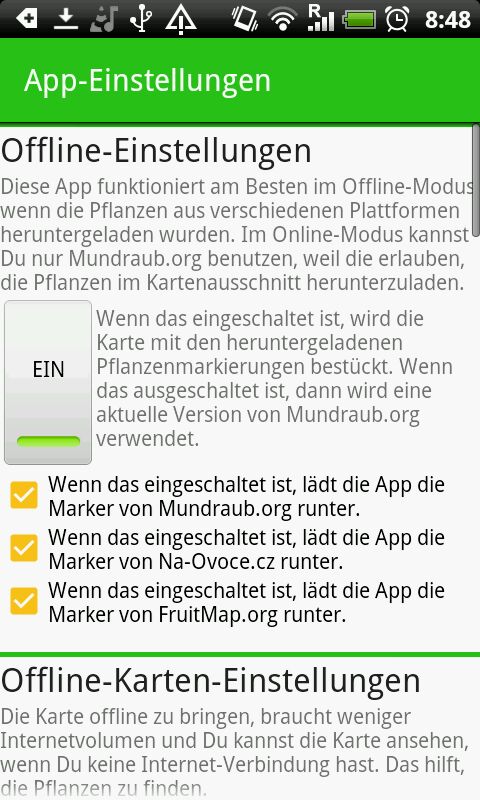 R 8:48
App-Einstellungen
Offline-Einstellungen
Diese App funktioniert am Besten im Offline-Modus
wenn die Pflanzen aus verschiedenen Plattformen
heruntergeladen wurden. Im Online-Modus kannst
Du nur Mundraub.org benutzen, weil die erlauben,
die Pflanzen im Kartenausschnitt herunterzuladen.
EIN
Wenn das eingeschaltet ist, wird die
Karte mit den heruntergeladenen
Pflanzenmarkierungen bestückt. Wenn
das ausgeschaltet ist, dann wird eine
aktuelle Version von Mundraub.org
verwendet.
Wenn das eingeschaltet ist, lädt die App die
Marker von Mundraub.org runter.
Wenn das eingeschaltet ist, lädt die App die
Marker von Na-Ovoce.cz runter.
Wenn das eingeschaltet ist, lädt die App die
Marker von FruitMap.org runter.
Offline-Karten-Einstellungen
Die Karte offline zu bringen, braucht weniger
Internetvolumen und Du kannst die Karte ansehen,
wenn Du keine Internet-Verbindung hast. Das hilft,
die Pflanzen zu finden.